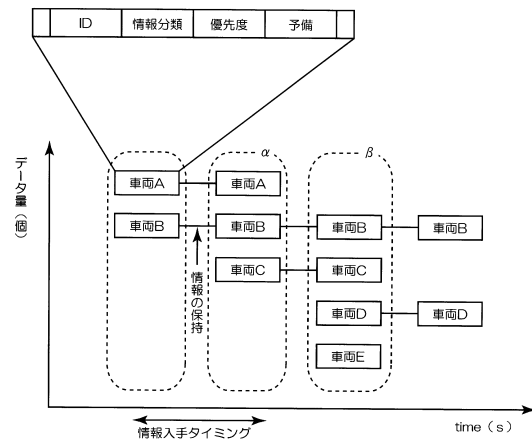 ID 情報分類 優先度 予備
α β
データ量（個）
車両A 車両A
車両B 車両B 車両B 車両B
車両C 車両C
情報の保持
車両D 車両D
車両E
情報入手タイミング
time（s）